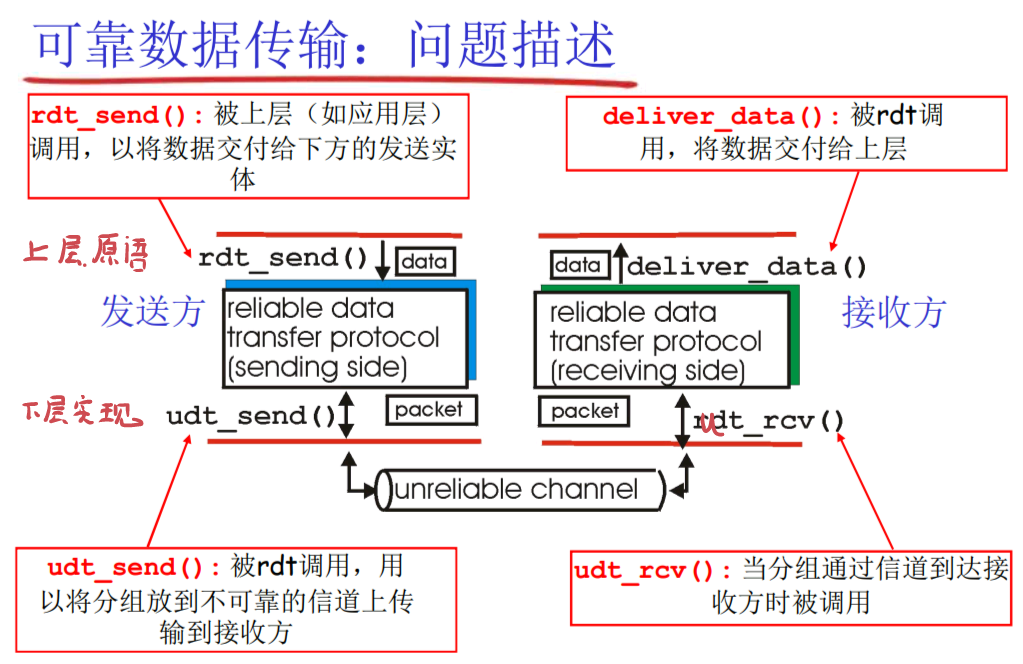 可靠数据传输：问题描述
rdt_send()：被上层（如应用层）
调用，以将数据交付给下方的发送实
体
deliver_data()：被rdt调
用，将数据交付给上层
上层原语
rdt_send()
data
data
deliver_data()
发送方
reliable data
transfer protocol
(sending side)
reliable data
transfer protocol
(receiving side)
接收方
下层实现
udt_send()
packet
packet
rdt_rcv()
u
unreliable channel
udt_send()：被rdt调用，用
以将分组放到不可靠的信道上传
输到接收方
udt_rcv()：当分组通过信道到达接
收方时被调用